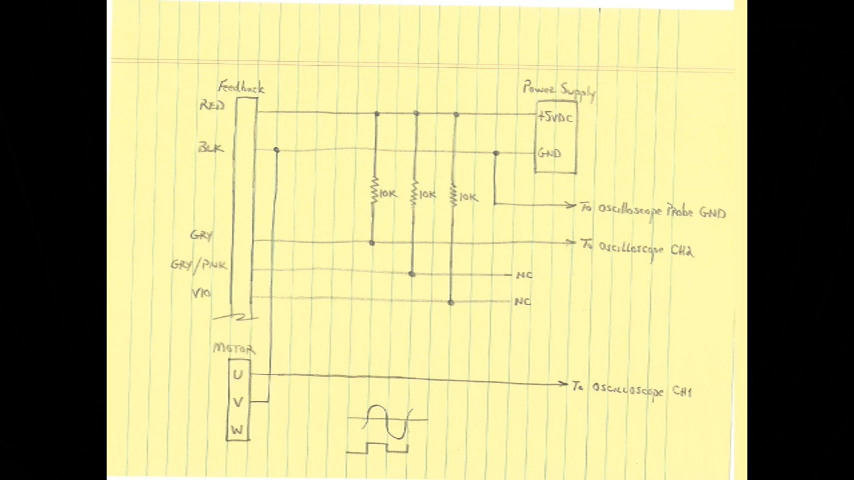 Feedback
Power Supply
RED
+5VDC
BLK
GND
10K
10K
10K
To Oscilloscope Probe GND
GRY
To Oscilloscope CH2
GRY/PNK
NC
VIO
NC
MOTOR
U
To Oscilloscope CH1
V
W